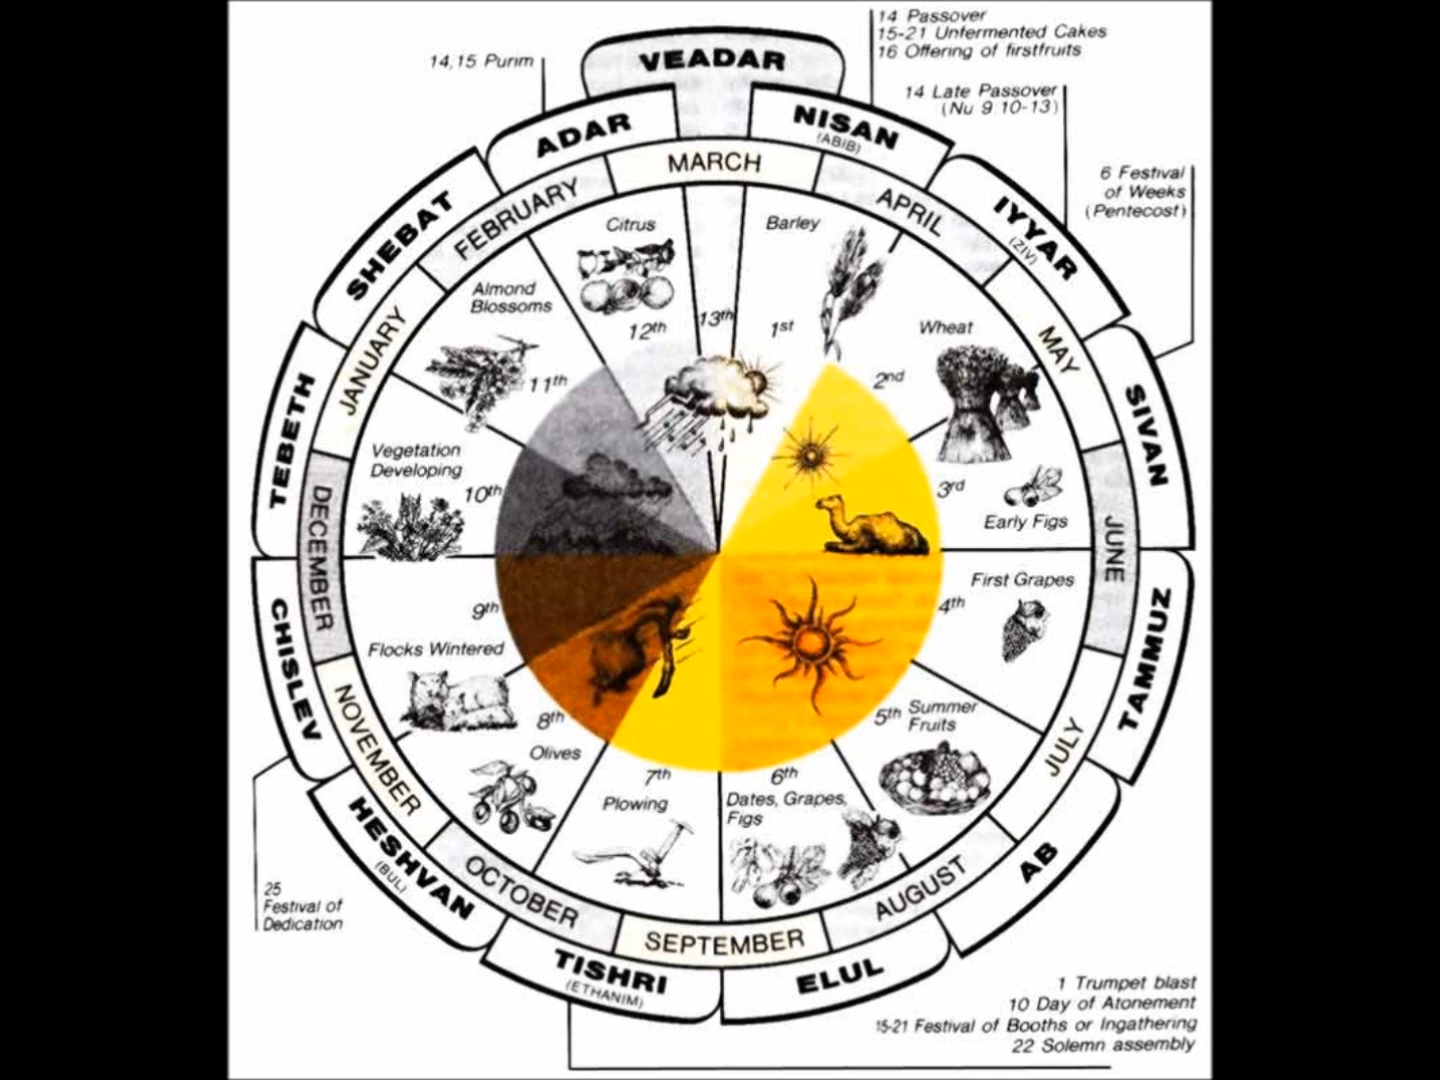 14 Passover
15-21 Unfermented Cakes
16 Offering of firstfruits
14,15 Purim
14 Late Passover
(Nu 9 10-13)
6 Festival
of Weeks
(Pentecost)
VEADAR
NISAN
(ABIB)
IYYAR
(ZIV)
SIVAN
TAMMUZ
AB
ELUL
TISHRI
(ETHANIM)
HESHVAN
(BUL)
CHISLEV
TEBETH
SHEBAT
ADAR
MARCH
APRIL
MAY
JUNE
JULY
AUGUST
SEPTEMBER
OCTOBER
NOVEMBER
DECEMBER
JANUARY
FEBRUARY
13th
Barley
1st
2nd
Wheat
3rd
Early Figs
First Grapes
4th
5th Summer
Fruits
6th
Dates, Grapes,
Figs
7th
Plowing
8th
Olives
9th
Flocks Wintered
Vegetation
Developing
10th
Almond
Blossoms
11th
Citrus
12th
25
Festival of
Dedication
1 Trumpet blast
10 Day of Atonement
15-21 Festival of Booths or Ingathering
22 Solemn assembly